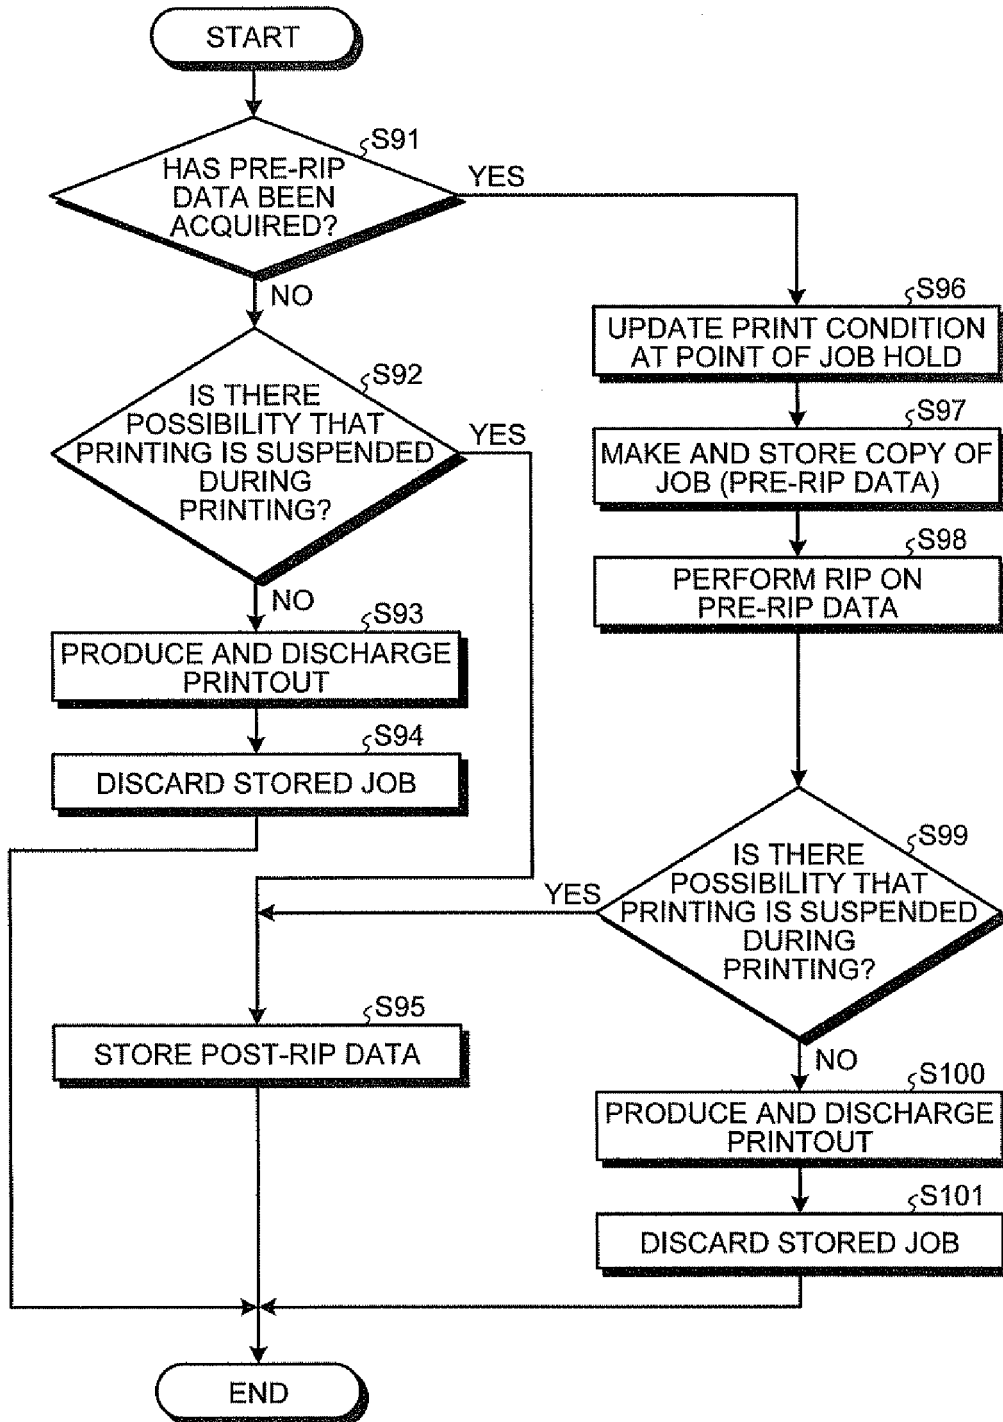 START
S91
HAS PRE-RIP
DATA BEEN
ACQUIRED?
YES
NO
S92
IS THERE
POSSIBILITY THAT
PRINTING IS SUSPENDED
DURING
PRINTING?
YES
NO
S93
PRODUCE AND DISCHARGE
PRINTOUT
S94
DISCARD STORED JOB
S95
STORE POST-RIP DATA
S96
UPDATE PRINT CONDITION
AT POINT OF JOB HOLD
S97
MAKE AND STORE COPY OF
JOB (PRE-RIP DATA)
S98
PERFORM RIP ON
PRE-RIP DATA
S99
IS THERE
POSSIBILITY THAT
PRINTING IS SUSPENDED
DURING
PRINTING?
YES
NO
S100
PRODUCE AND DISCHARGE
PRINTOUT
S101
DISCARD STORED JOB
END